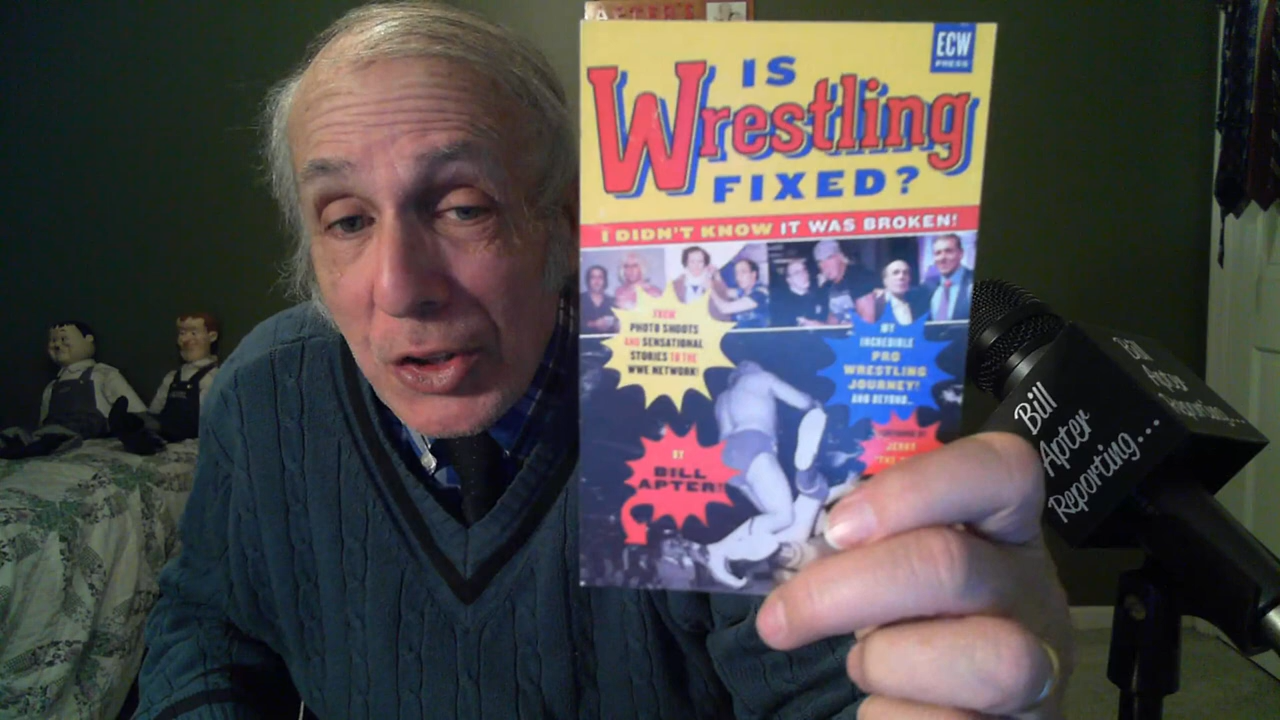 APTER'S
ECW
PRESS
IS
Wrestling
FIXED?
I DIDN'T KNOW IT WAS BROKEN!
FROM
PHOTO SHOOTS
AND SENSATIONAL
STORIES TO THE
WWE NETWORK!
MY
INCREDIBLE
PRO
WRESTLING
JOURNEY!
AND BEYOND...
BY
BILL
APTER!
JERRY
Bill
Apter
Reporting....
Bill
Apter